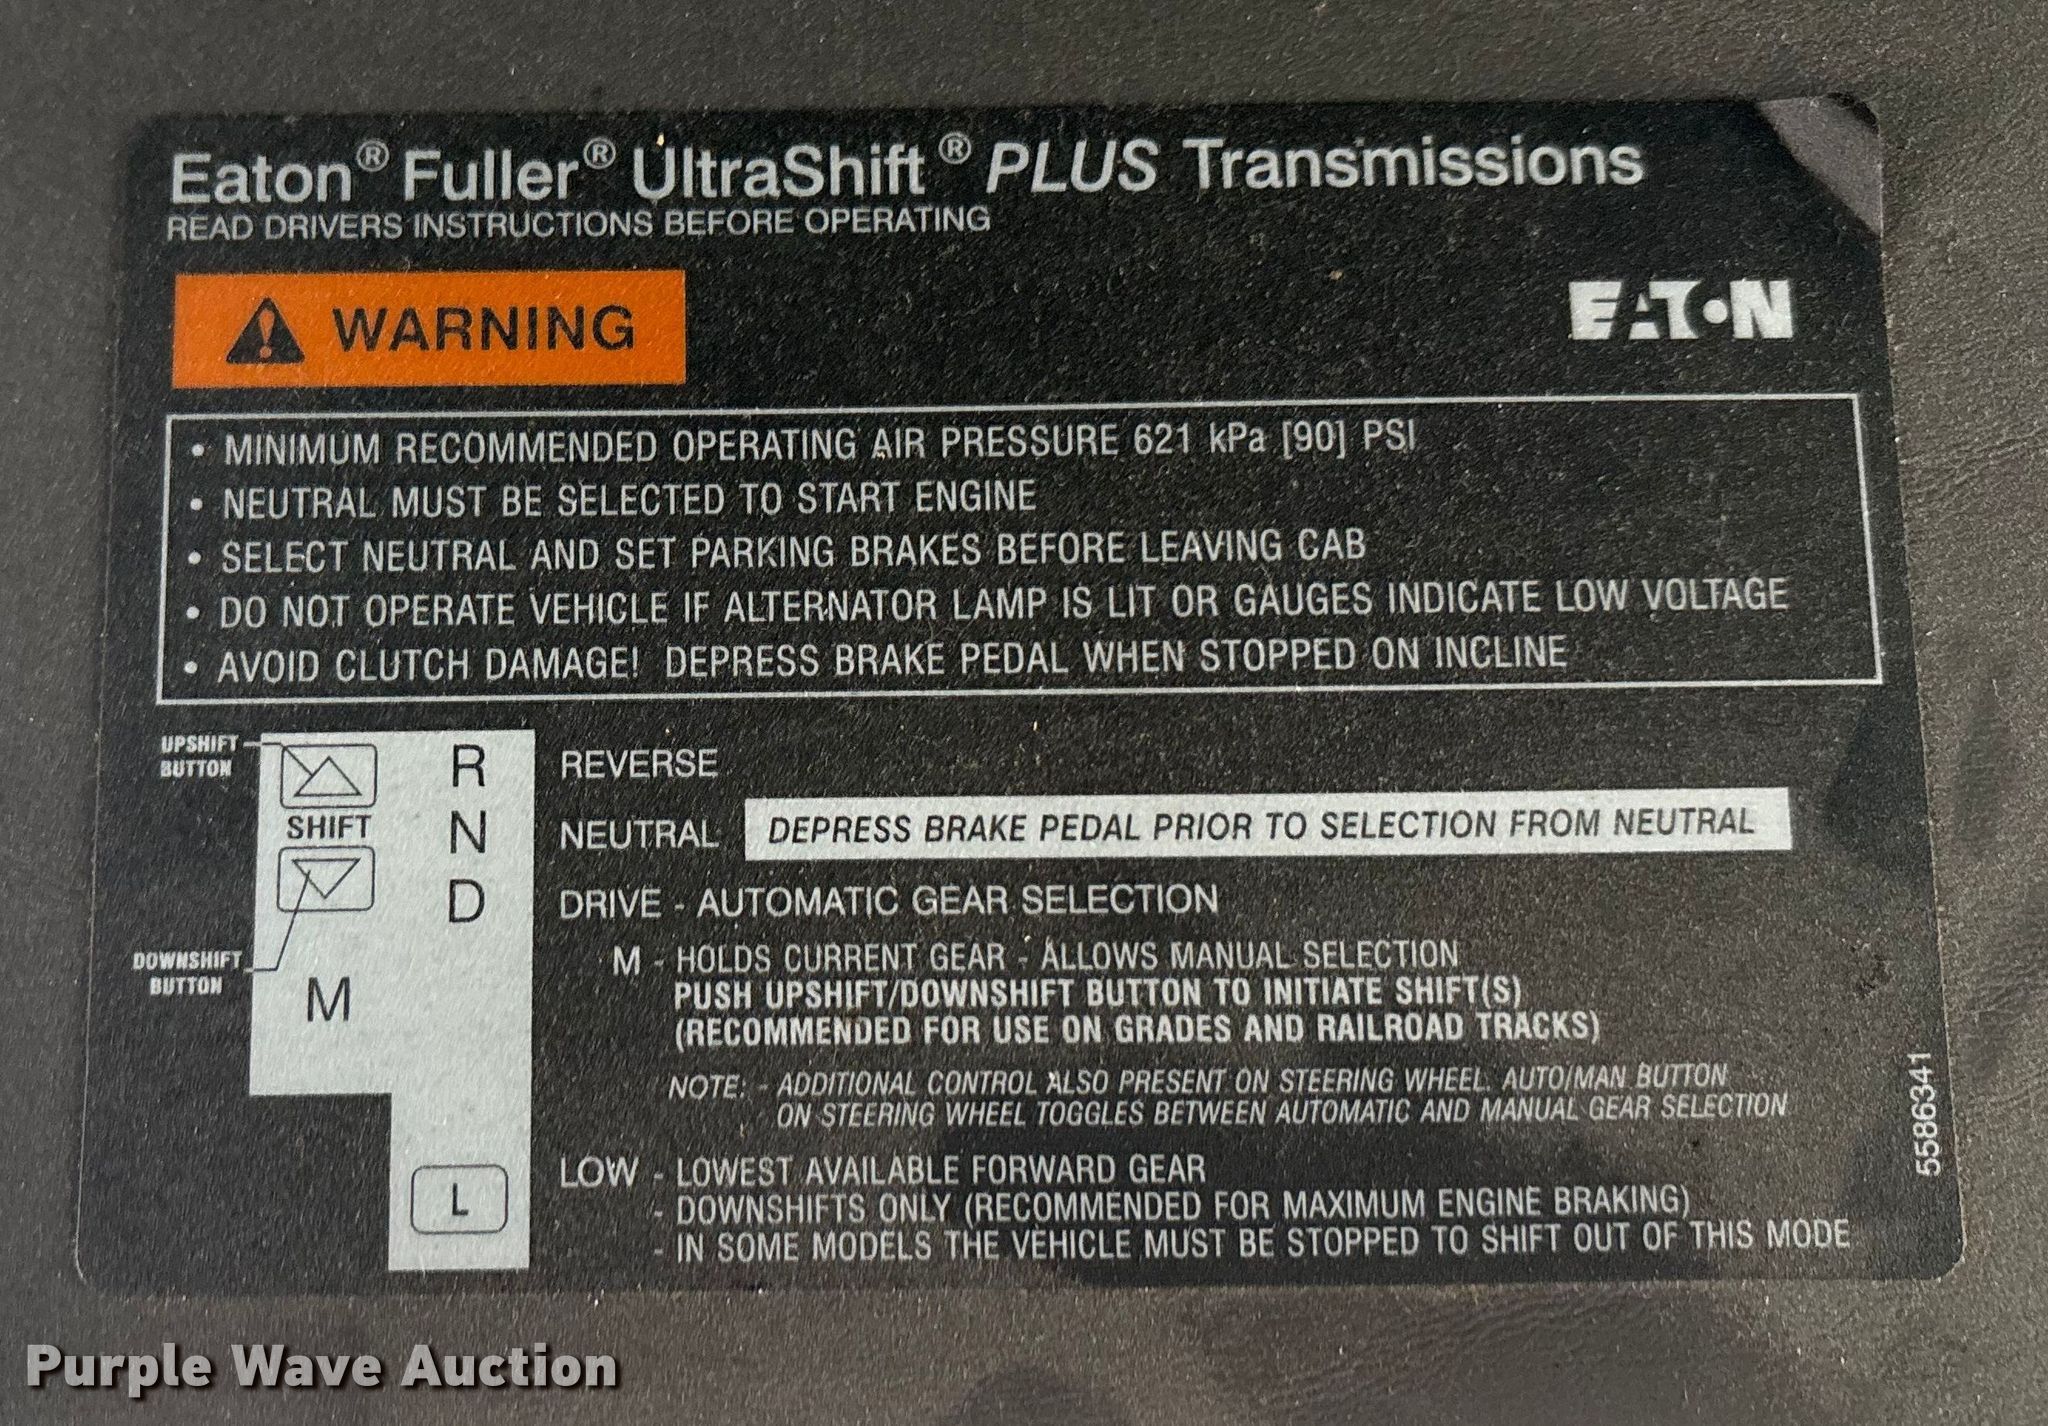 Eaton® Fuller® UltraShift® PLUS Transmissions
READ DRIVERS INSTRUCTIONS BEFORE OPERATING
WARNING
EATON
• MINIMUM RECOMMENDED OPERATING AIR PRESSURE 621 kPa [90] PSI
• NEUTRAL MUST BE SELECTED TO START ENGINE
• SELECT NEUTRAL AND SET PARKING BRAKES BEFORE LEAVING CAB
• DO NOT OPERATE VEHICLE IF ALTERNATOR LAMP IS LIT OR GAUGES INDICATE LOW VOLTAGE
• AVOID CLUTCH DAMAGE! DEPRESS BRAKE PEDAL WHEN STOPPED ON INCLINE
UPSHIFT
BUTTON
SHIFT
DOWNSHIFT
BUTTON
M
R REVERSE
N NEUTRAL DEPRESS BRAKE PEDAL PRIOR TO SELECTION FROM NEUTRAL
D DRIVE - AUTOMATIC GEAR SELECTION
M - HOLDS CURRENT GEAR - ALLOWS MANUAL SELECTION
PUSH UPSHIFT/DOWNSHIFT BUTTON TO INITIATE SHIFT(S)
(RECOMMENDED FOR USE ON GRADES AND RAILROAD TRACKS)
NOTE: - ADDITIONAL CONTROL ALSO PRESENT ON STEERING WHEEL. AUTO/MAN BUTTON
ON STEERING WHEEL TOGGLES BETWEEN AUTOMATIC AND MANUAL GEAR SELECTION
L LOW - LOWEST AVAILABLE FORWARD GEAR
- DOWNSHIFTS ONLY (RECOMMENDED FOR MAXIMUM ENGINE BRAKING)
- IN SOME MODELS THE VEHICLE MUST BE STOPPED TO SHIFT OUT OF THIS MODE
5586341
Purple Wave Auction